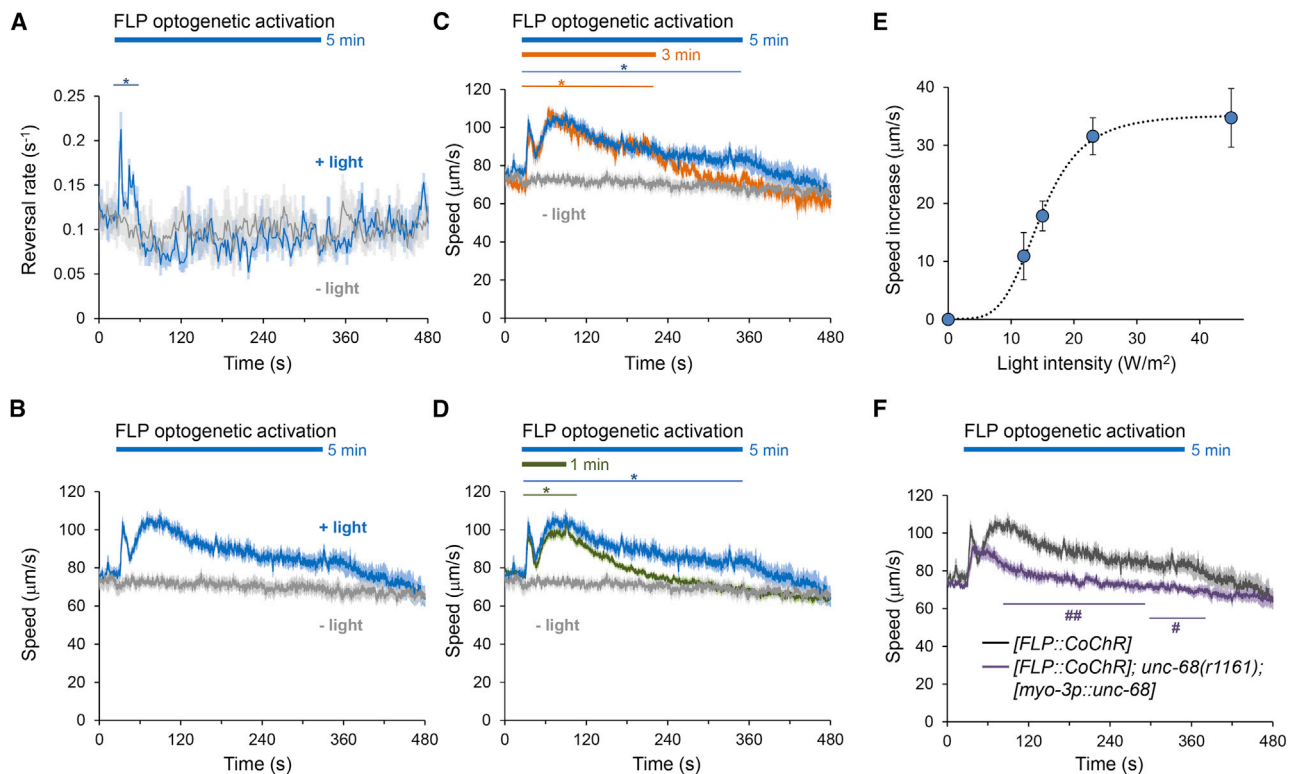 A
FLP optogenetic activation
5 min
*
0.25
0.2
0.15
0.1
0.05
0
Reversal rate (s-1)
+ light
- light
0 120 240 360 480
Time (s)
B
FLP optogenetic activation
5 min
120
100
80
60
40
20
0
Speed (μm/s)
+ light
- light
0 120 240 360 480
Time (s)
C
FLP optogenetic activation
5 min
3 min
*
*
120
100
80
60
40
20
0
Speed (μm/s)
- light
0 120 240 360 480
Time (s)
D
FLP optogenetic activation
5 min
1 min
*
*
120
100
80
60
40
20
0
Speed (μm/s)
- light
0 120 240 360 480
Time (s)
E
40
30
20
10
0
Speed increase (μm/s)
0 10 20 30 40
Light intensity (W/m2)
F
FLP optogenetic activation
5 min
120
100
80
60
40
20
0
Speed (μm/s)
##
#
[FLP::CoChR]
[FLP::CoChR]; unc-68(r1161);
[myo-3p::unc-68]
0 120 240 360 480
Time (s)